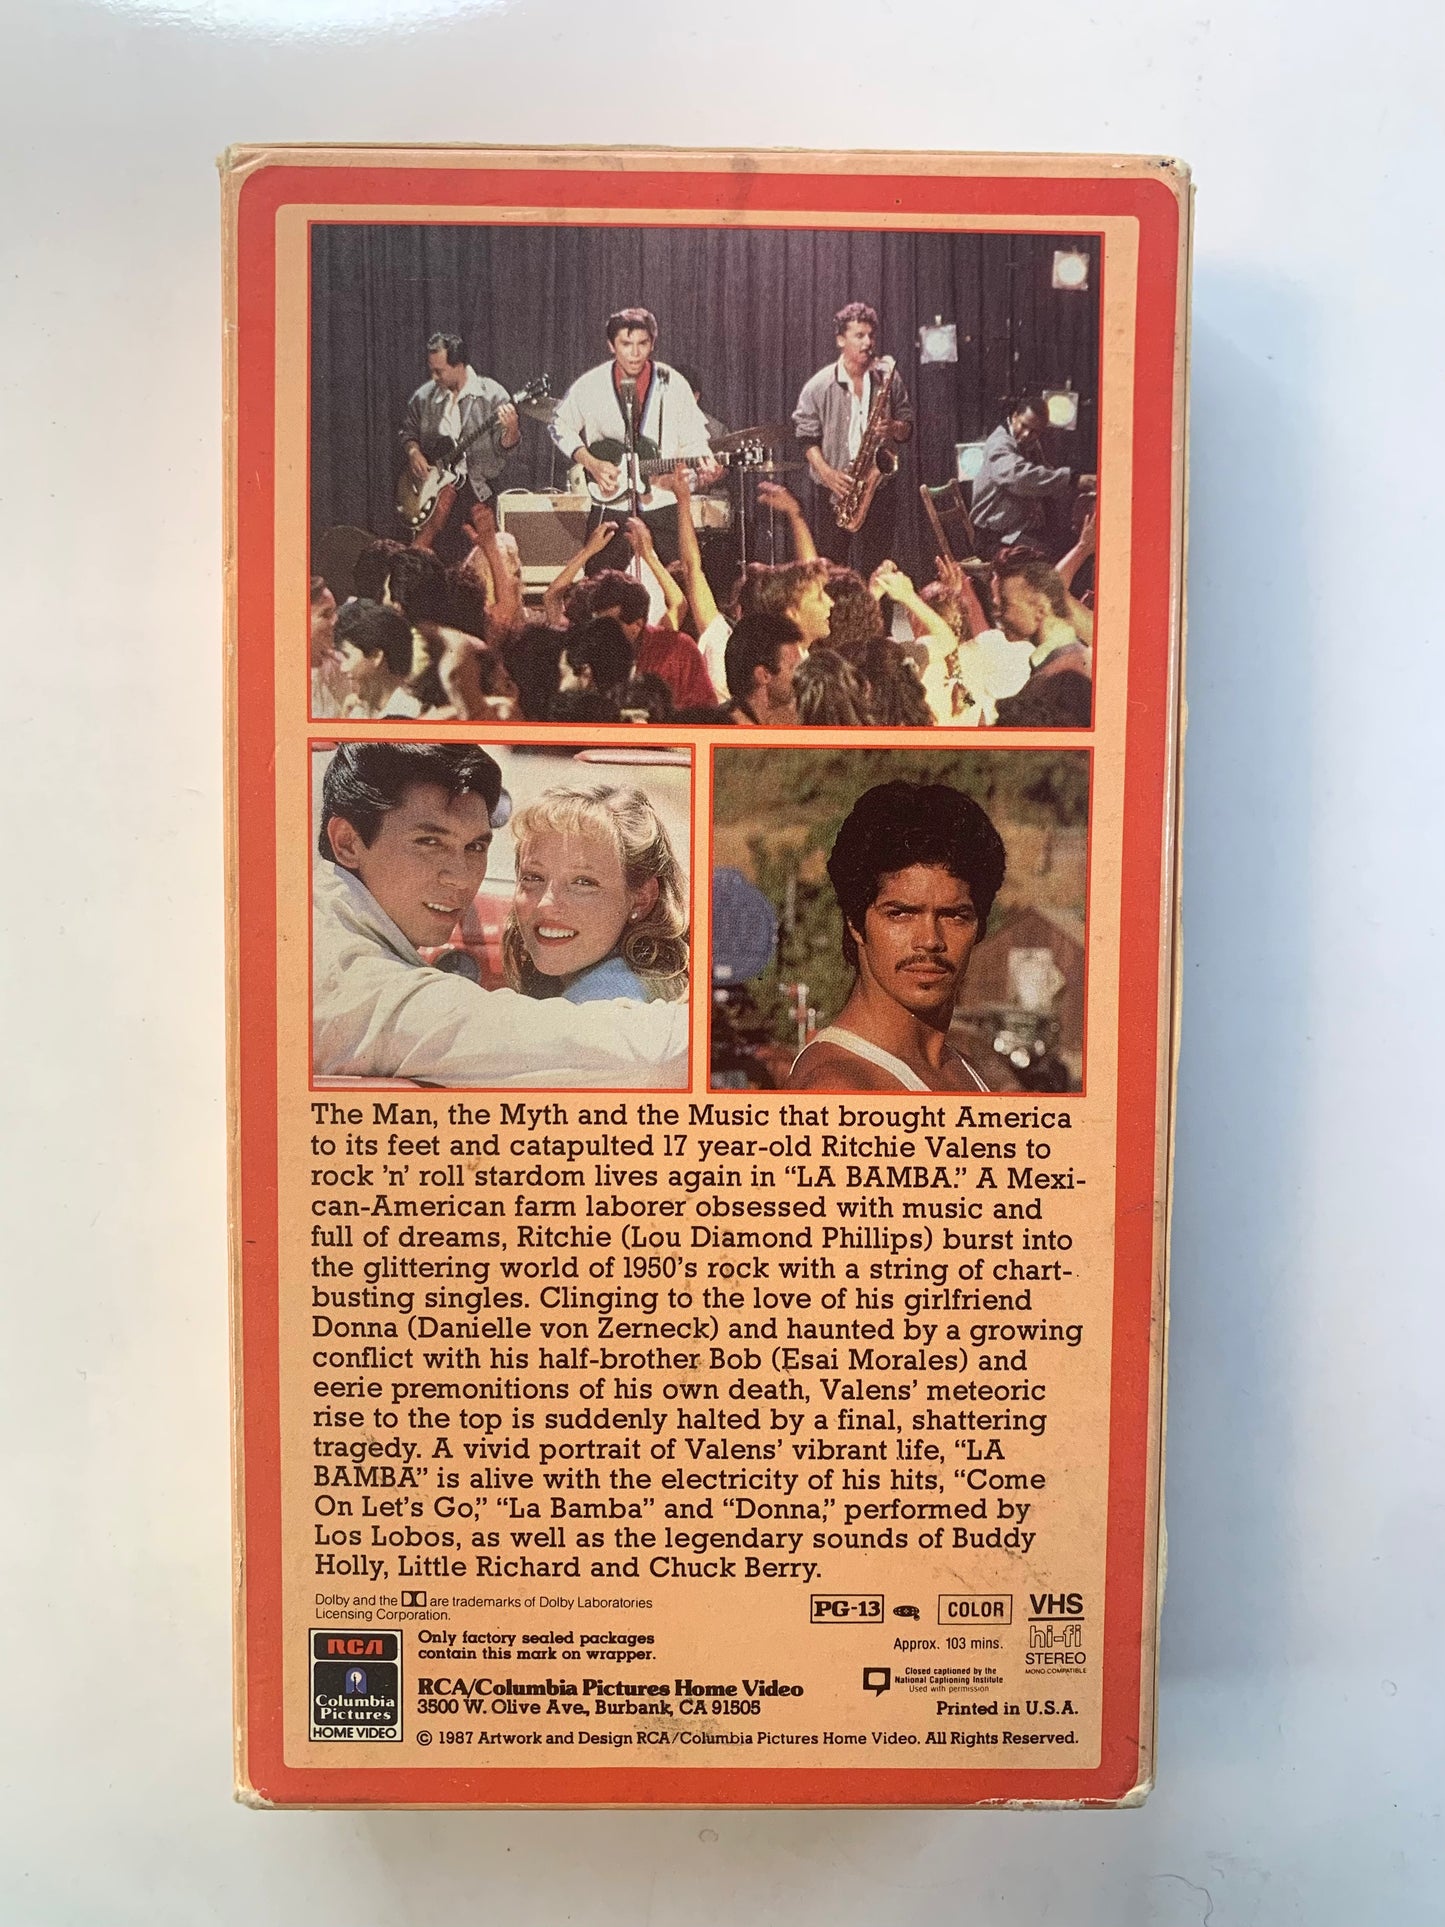 The Man, the Myth and the Music that brought America
to its feet and catapulted 17 year-old Ritchie Valens to
rock 'n' roll stardom lives again in “LA BAMBA.” A Mexi-
can-American farm laborer obsessed with music and
full of dreams, Ritchie (Lou Diamond Phillips) burst into
the glittering world of 1950's rock with a string of chart-
busting singles. Clinging to the love of his girlfriend
Donna (Danielle von Zerneck) and haunted by a growing
conflict with his half-brother Bob (Esai Morales) and
eerie premonitions of his own death, Valens' meteoric
rise to the top is suddenly halted by a final, shattering
tragedy. A vivid portrait of Valens' vibrant life, “LA
BAMBA” is alive with the electricity of his hits, “Come
On Let's Go,” “La Bamba” and “Donna,” performed by
Los Lobos, as well as the legendary sounds of Buddy
Holly, Little Richard and Chuck Berry.
Dolby and the are trademarks of Dolby Laboratories
Licensing Corporation.
PG-13
COLOR
VHS
hi-fi
STEREO
MONO COMPATIBLE
Approx. 103 mins.
RCA
Columbia
Pictures
HOME VIDEO
Only factory sealed packages
contain this mark on wrapper.
Closed captioned by the
National Captioning Institute
Used with permission
RCA/Columbia Pictures Home Video
3500 W. Olive Ave., Burbank, CA 91505
Printed in U.S.A.
© 1987 Artwork and Design RCA/Columbia Pictures Home Video. All Rights Reserved.